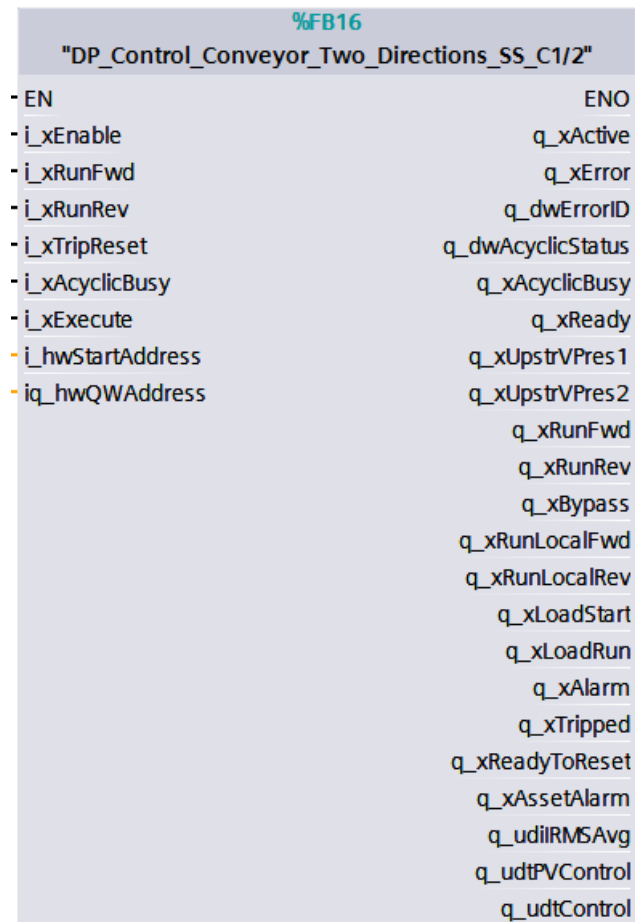 %FB16
"DP_Control_Conveyor_Two_Directions_SS_C1/2"
EN ENO
i_xEnable q_xActive
i_xRunFwd q_xError
i_xRunRev q_dwErrorID
i_xTripReset q_dwAcyclicStatus
i_xAcyclicBusy q_xAcyclicBusy
i_xExecute q_xReady
i_hwStartAddress q_xUpstrVPres1
iq_hwQWAddress q_xUpstrVPres2
q_xRunFwd
q_xRunRev
q_xBypass
q_xRunLocalFwd
q_xRunLocalRev
q_xLoadStart
q_xLoadRun
q_xAlarm
q_xTripped
q_xReadyToReset
q_xAssetAlarm
q_udiIRMSAvg
q_udtPVControl
q_udtControl